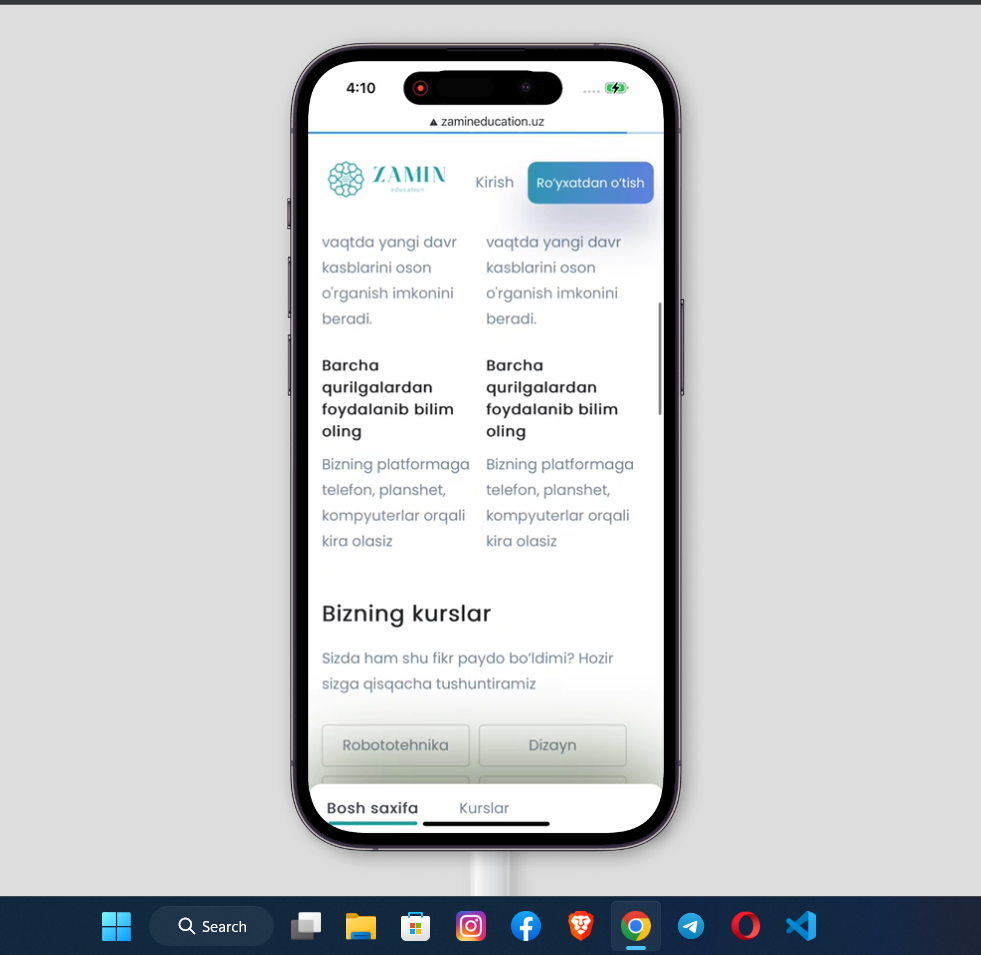 4:10
zamineducation.uz
ZAMIN
education
Kirish
Ro‘yxatdan o‘tish
vaqtda yangi davr
kasblarini oson
o'rganish imkonini
beradi.
vaqtda yangi davr
kasblarini oson
o'rganish imkonini
beradi.
Barcha
qurilgalardan
foydalanib bilim
oling
Barcha
qurilgalardan
foydalanib bilim
oling
Bizning platformaga
telefon, planshet,
kompyuterlar orqali
kira olasiz
Bizning platformaga
telefon, planshet,
kompyuterlar orqali
kira olasiz
Bizning kurslar
Sizda ham shu fikr paydo bo‘ldimi? Hozir
sizga qisqacha tushuntiramiz
Robototehnika
Dizayn
Bosh saxifa
Kurslar
Search